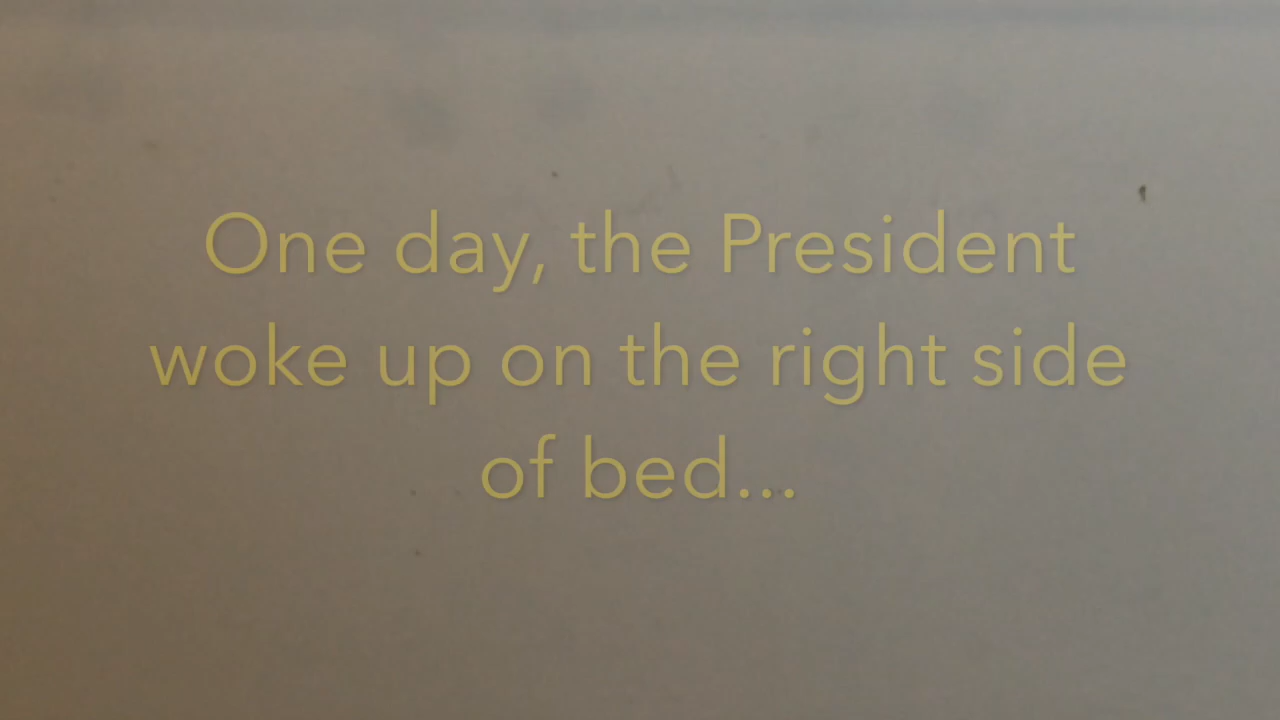 One day, the President
woke up on the right side
of bed...